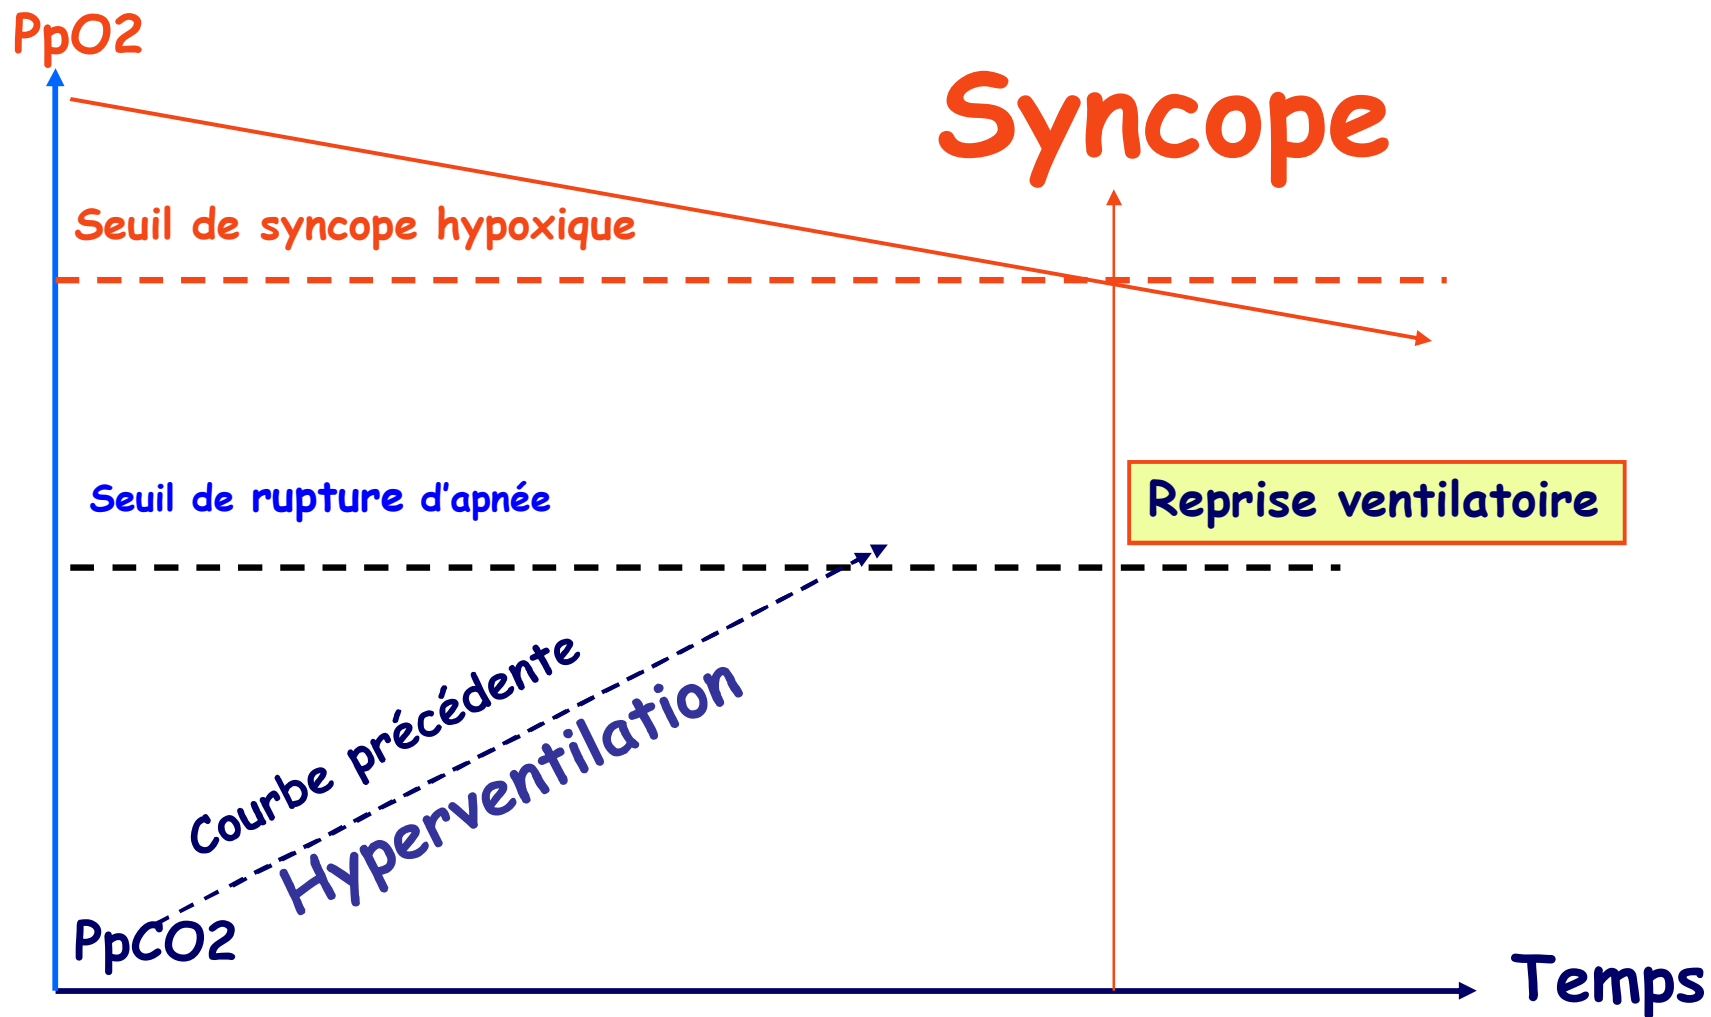 PpO2
Syncope
Seuil de syncope hypoxique
Seuil de rupture d'apnée
Reprise ventilatoire
Courbe précédente
Hyperventilation
PpCO2
Temps